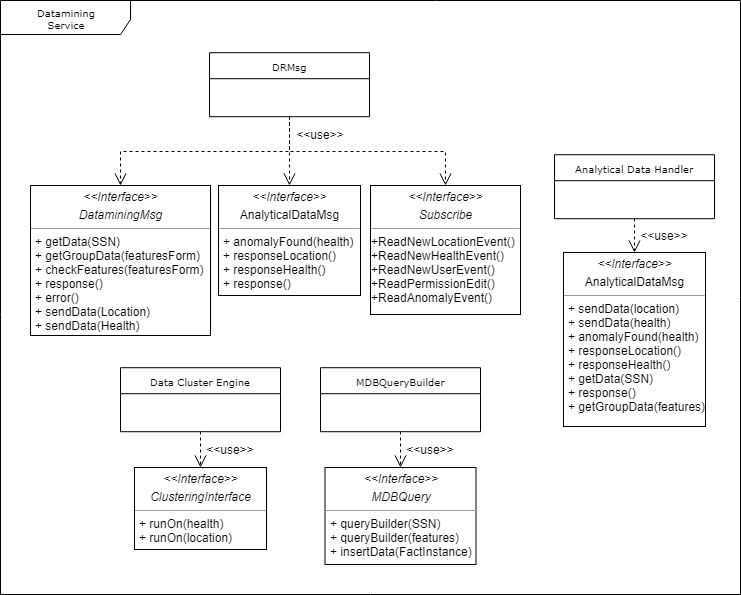 Datamining
Service
DRMsg
<<use>>
<<Interface>>
DataminingMsg
+ getData(SSN)
+ getGroupData(featuresForm)
+ checkFeatures(featuresForm)
+ response()
+ error()
+ sendData(Location)
+ sendData(Health)
<<Interface>>
AnalyticalDataMsg
+ anomalyFound(health)
+ responseLocation()
+ responseHealth()
+ response()
<<Interface>>
Subscribe
+ReadNewLocationEvent()
+ReadNewHealthEvent()
+ReadNewUserEvent()
+ReadPermissionEdit()
+ReadAnomalyEvent()
Analytical Data Handler
<<use>>
<<Interface>>
AnalyticalDataMsg
+ sendData(location)
+ sendData(health)
+ anomalyFound(health)
+ responseLocation()
+ responseHealth()
+ getData(SSN)
+ response()
+ getGroupData(features)
Data Cluster Engine
<<use>>
<<Interface>>
ClusteringInterface
+ runOn(health)
+ runOn(location)
MDBQueryBuilder
<<use>>
<<Interface>>
MDBQuery
+ queryBuilder(SSN)
+ queryBuilder(features)
+ insertData(FactInstance)